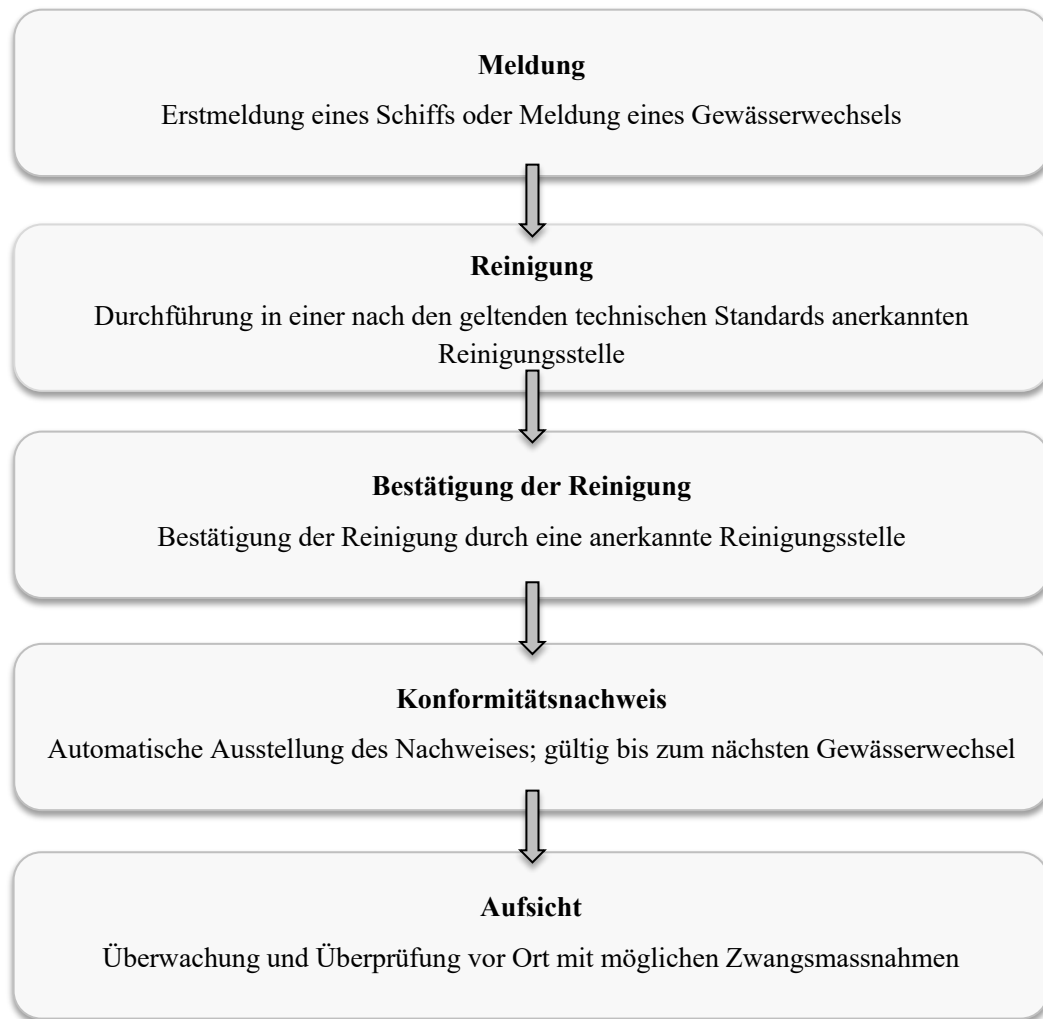 Meldung
Erstmeldung eines Schiffs oder Meldung eines Gewässerwechsels
Reinigung
Durchführung in einer nach den geltenden technischen Standards anerkannten
Reinigungsstelle
Bestätigung der Reinigung
Bestätigung der Reinigung durch eine anerkannte Reinigungsstelle
Konformitätsnachweis
Automatische Ausstellung des Nachweises; gültig bis zum nächsten Gewässerwechsel
Aufsicht
Überwachung und Überprüfung vor Ort mit möglichen Zwangsmassnahmen